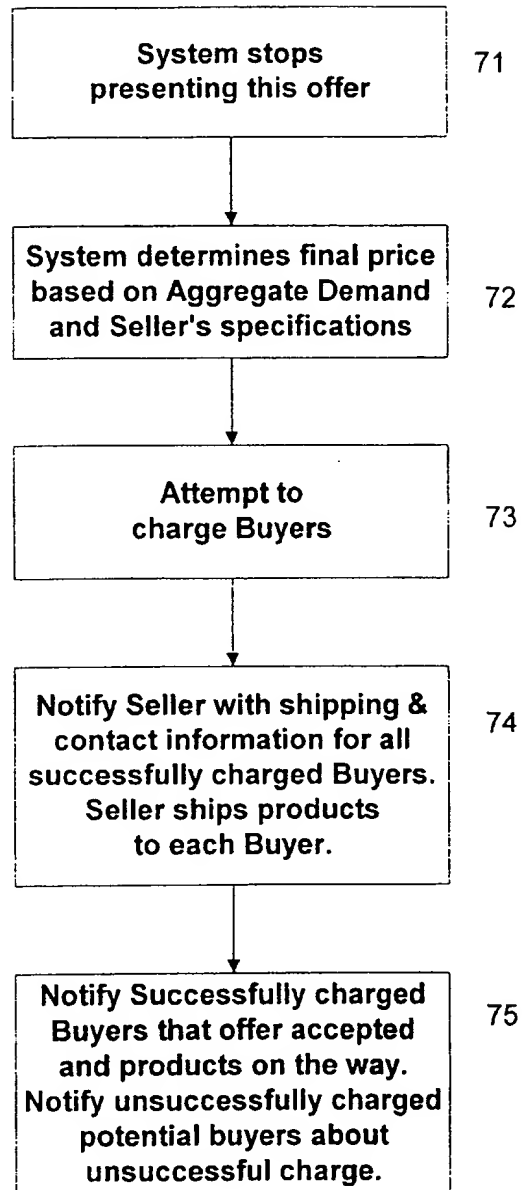 System stops
presenting this offer
71
System determines final price
based on Aggregate Demand
and Seller's specifications
72
Attempt to
charge Buyers
73
Notify Seller with shipping &
contact information for all
successfully charged Buyers.
Seller ships products
to each Buyer.
74
Notify Successfully charged
Buyers that offer accepted
and products on the way.
Notify unsuccessfully charged
potential buyers about
unsuccessful charge.
75